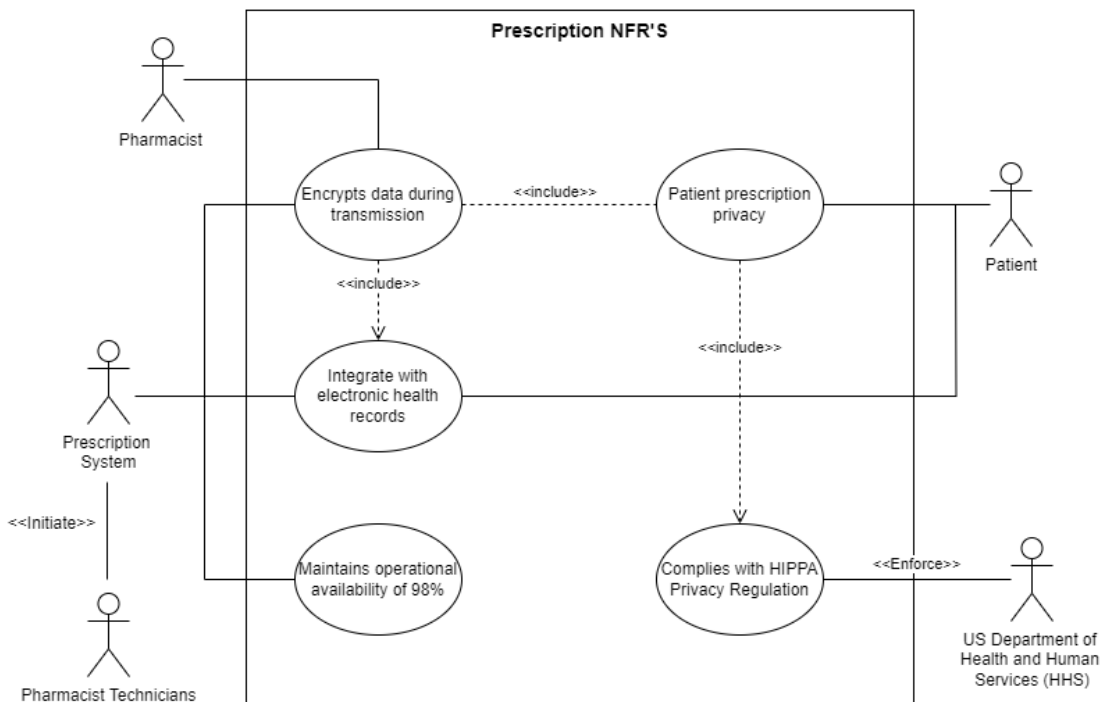 Prescription NFR'S
Pharmacist
Encrypts data during
transmission
<<include>>
Patient prescription
privacy
Patient
<<include>>
<<include>>
Integrate with
electronic health
records
Prescription
System
<<Initiate>>
Maintains operational
availability of 98%
Complies with HIPPA
Privacy Regulation
<<Enforce>>
US Department of
Health and Human
Services (HHS)
Pharmacist Technicians